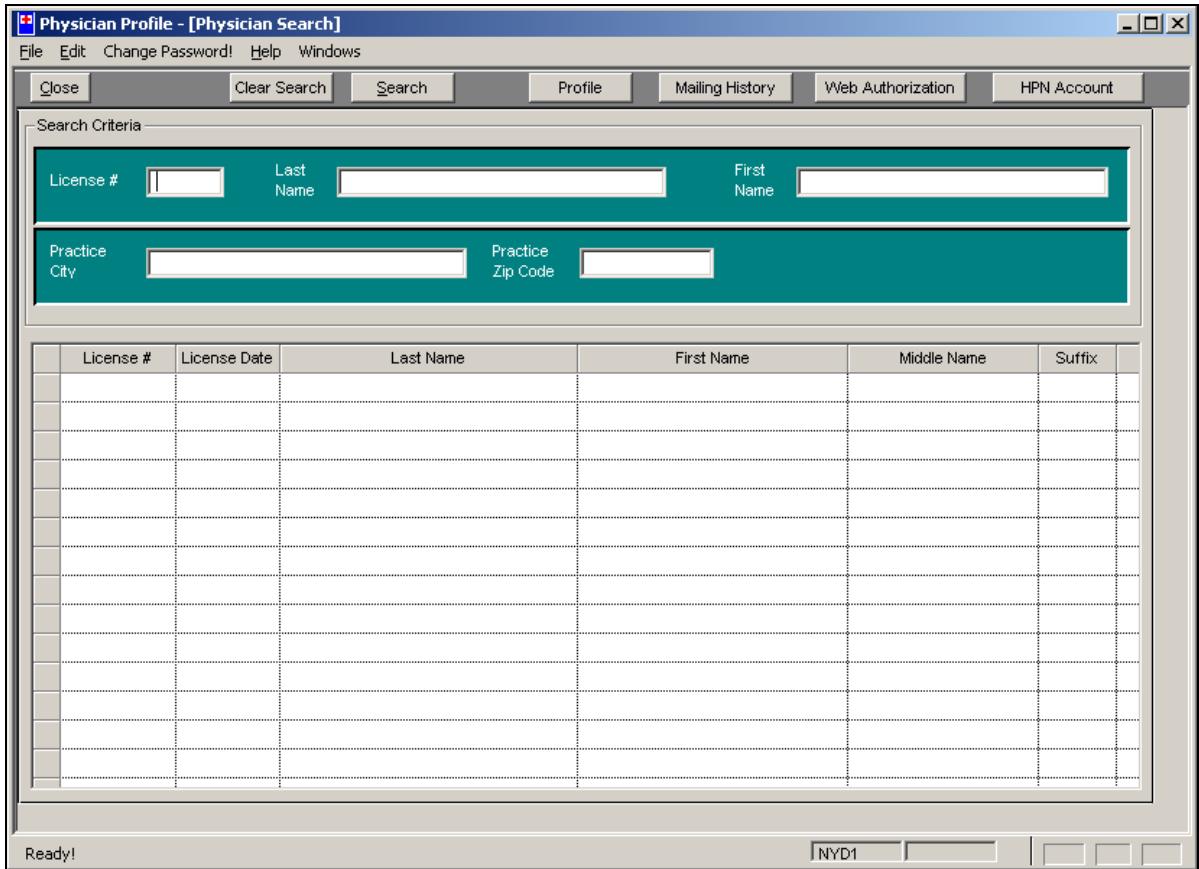 Physician Profile - [Physician Search]
File Edit Change Password! Help Windows
Close Clear Search Search Profile Mailing History Web Authorization HPN Account
Search Criteria
License # Last Name First Name
Practice City Practice Zip Code
License # License Date Last Name First Name Middle Name Suffix
Ready! NYD1